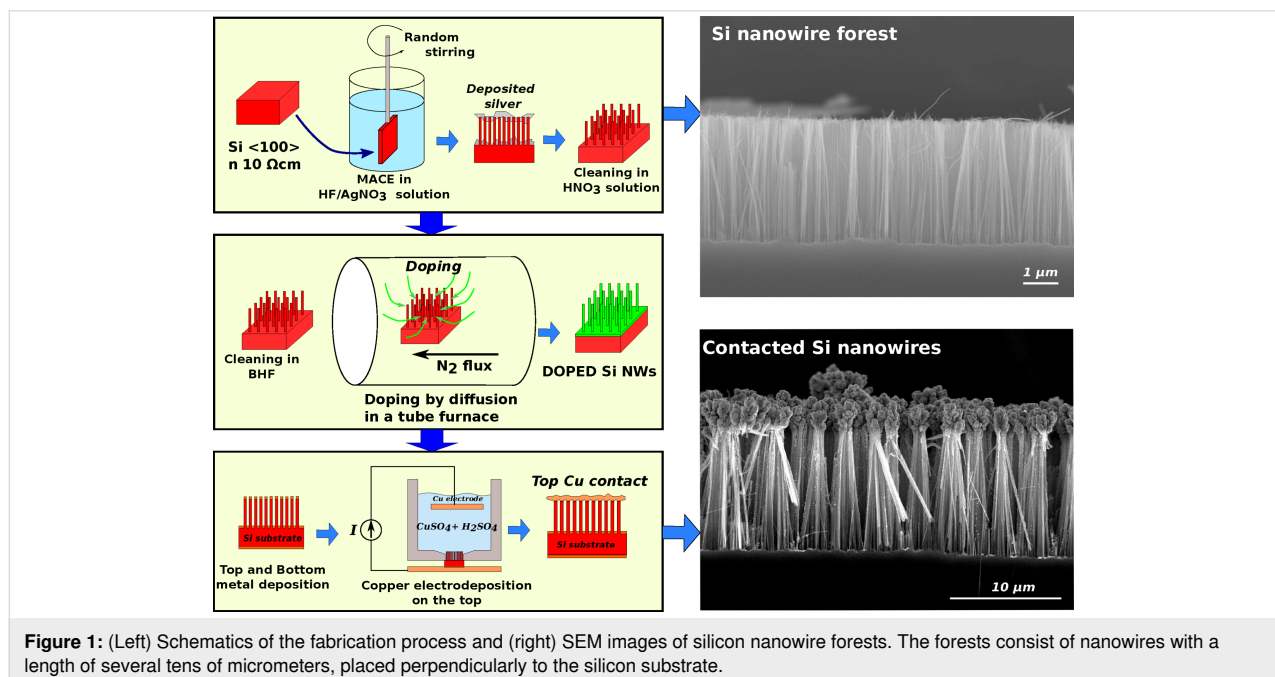 Random
stirring
Si <100>
n 10 Ωcm
MACE in
HF/AgNO3 solution
Deposited
silver
Cleaning in
HNO3 solution
Si nanowire forest
1 µm
Cleaning in
BHF
Doping
N2 flux
Doping by diffusion
in a tube furnace
DOPED Si NWs
Si substrate
Top and Bottom
metal deposition
I
Cu electrode
CuSO4+ H2SO4
Copper electrodeposition
on the top
Top Cu contact
Si substrate
Contacted Si nanowires
10 µm
Figure 1: (Left) Schematics of the fabrication process and (right) SEM images of silicon nanowire forests. The forests consist of nanowires with a
length of several tens of micrometers, placed perpendicularly to the silicon substrate.